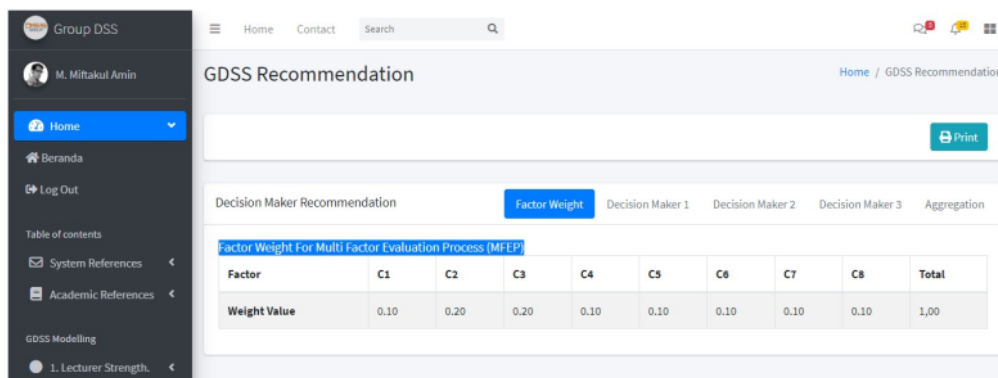 Group DSS
Home Contact Search
M. Miftakul Amin
GDSS Recommendation
Home / GDSS Recommendation
Home
Print
Beranda
Log Out
Decision Maker Recommendation
Factor Weight Decision Maker 1 Decision Maker 2 Decision Maker 3 Aggregation
Table of contents
System References
Academic References
Factor Weight For Multi Factor Evaluation Process (MFEP)
Factor C1 C2 C3 C4 C5 C6 C7 C8 Total
Weight Value 0.10 0.20 0.20 0.10 0.10 0.10 0.10 0.10 1,00
GDSS Modelling
1. Lecturer Strength.